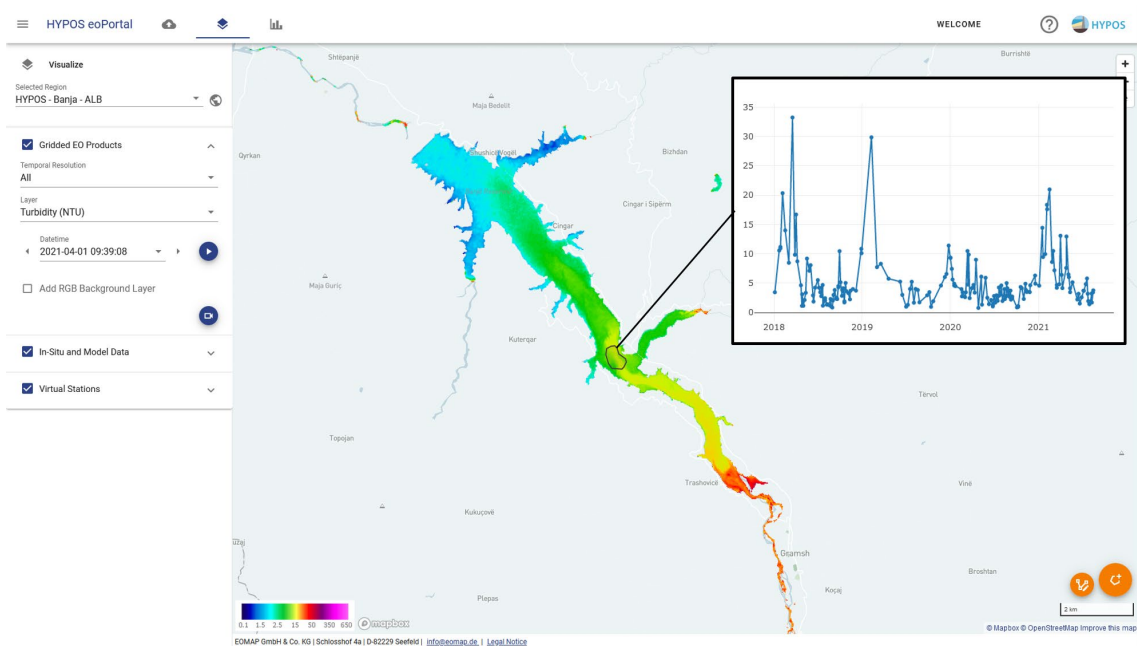 HYPOS eoPortal
WELCOME
HYPOS
Visualize
Selected Region
HYPOS - Banja - ALB
Gridded EO Products
Temporal Resolution
All
Layer
Turbidity (NTU)
Datetime
2021-04-01 09:39:08
Add RGB Background Layer
In-Situ and Model Data
Virtual Stations
Shtëpanjë
Burrishtë
Maja Bedelit
Qyrkan
Bizhdan
Cingar i Sipërm
Cingar
Maja Guriç
Kuterqar
Tërvol
Topojan
Trashovicë
Vinë
Kukuçovë
Gsamsh
Broshtan
Koçaj
Plepas
35
30
25
20
15
10
5
0
2018 2019 2020 2021
0.1 1.5 2.5 15 50 350 650
mapbox
2 km
© Mapbox © OpenStreetMap Improve this map
EOMAP GmbH & Co. KG | Schlosshof 4a | D-82229 Seefeld | info@eomap.de | Legal Notice